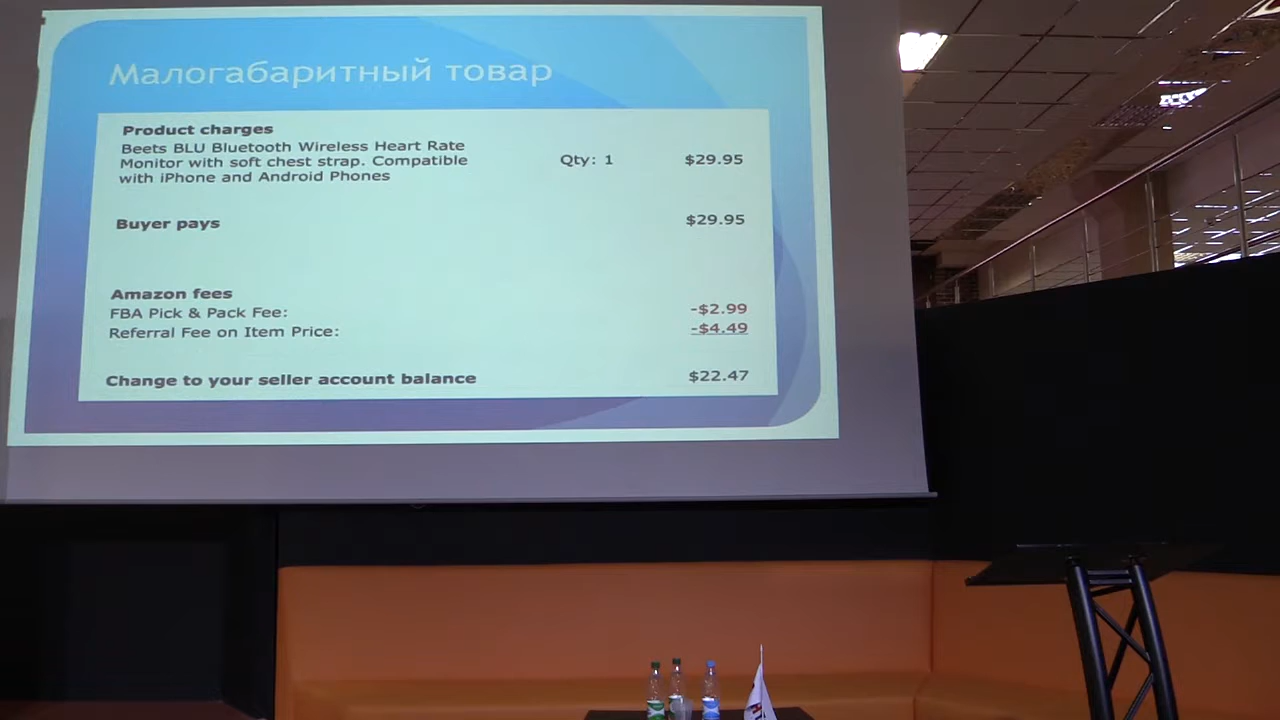 Малогабаритный товар
Product charges
Beets BLU Bluetooth Wireless Heart Rate
Monitor with soft chest strap. Compatible
with iPhone and Android Phones
Qty: 1
$29.95
Buyer pays
$29.95
Amazon fees
FBA Pick & Pack Fee:
-$2.99
Referral Fee on Item Price:
-$4.49
Change to your seller account balance
$22.47